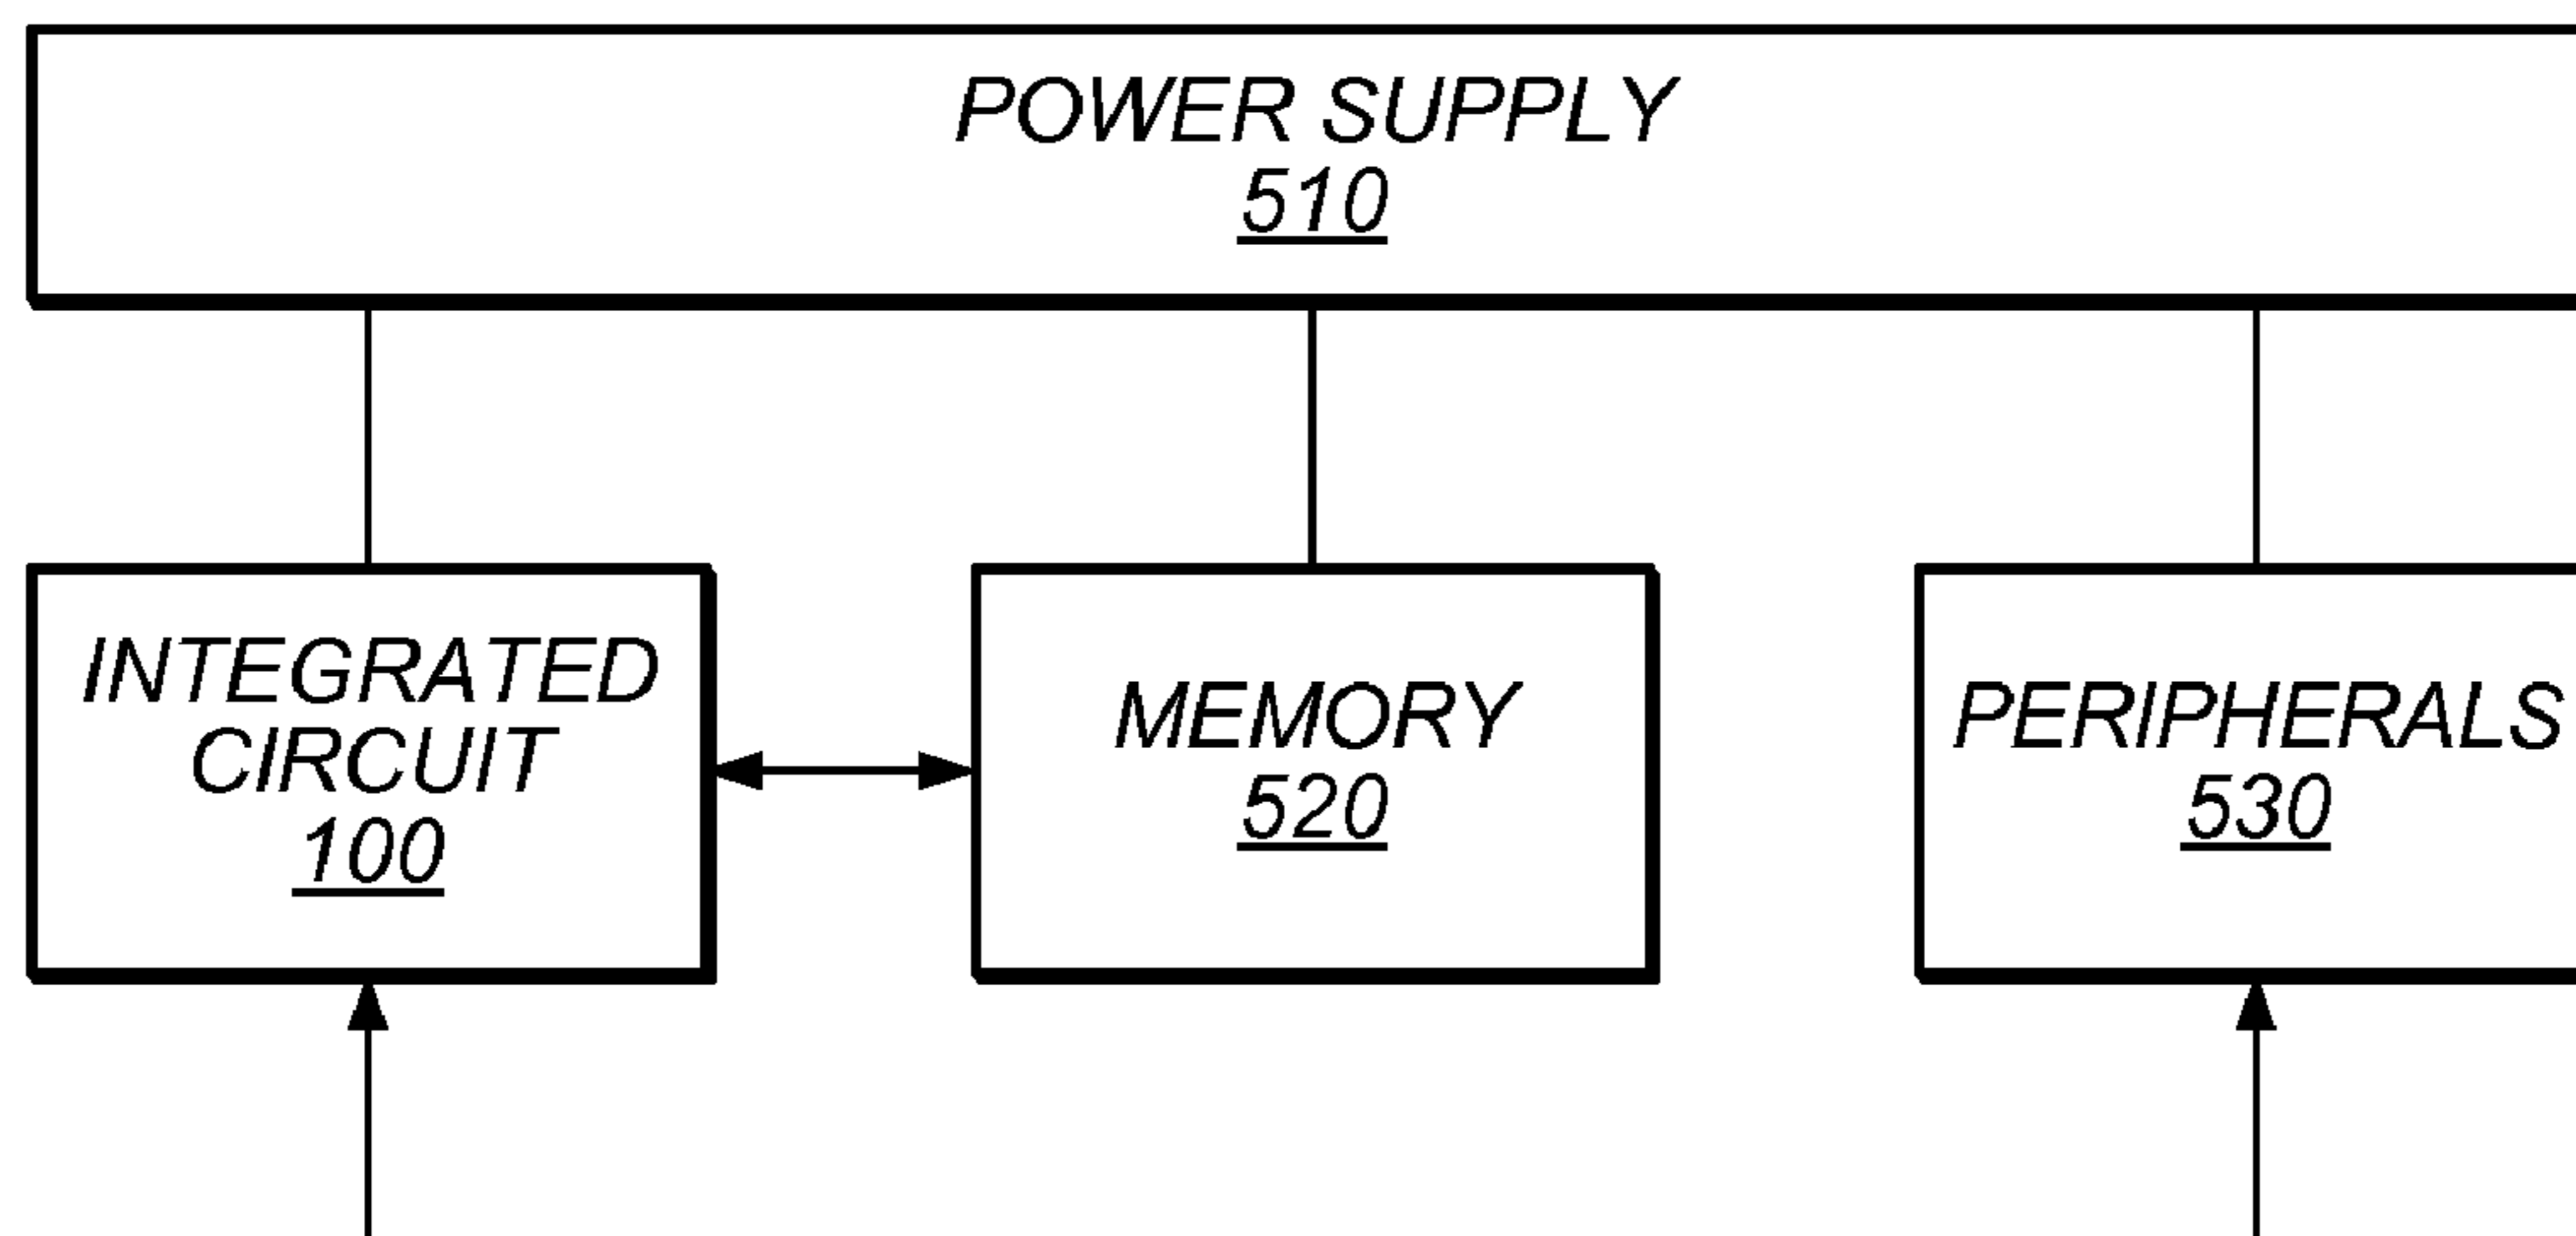 POWER SUPPLY
510
INTEGRATED
CIRCUIT
100
MEMORY
520
PERIPHERALS
530